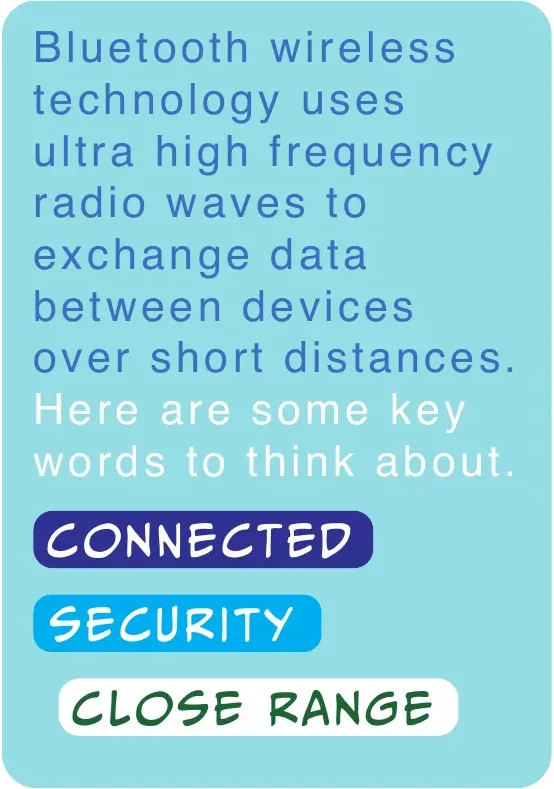 Bluetooth wireless
technology uses
ultra high frequency
radio waves to
exchange data
between devices
over short distances.
Here are some key
words to think about.
CONNECTED
SECURITY
CLOSE RANGE